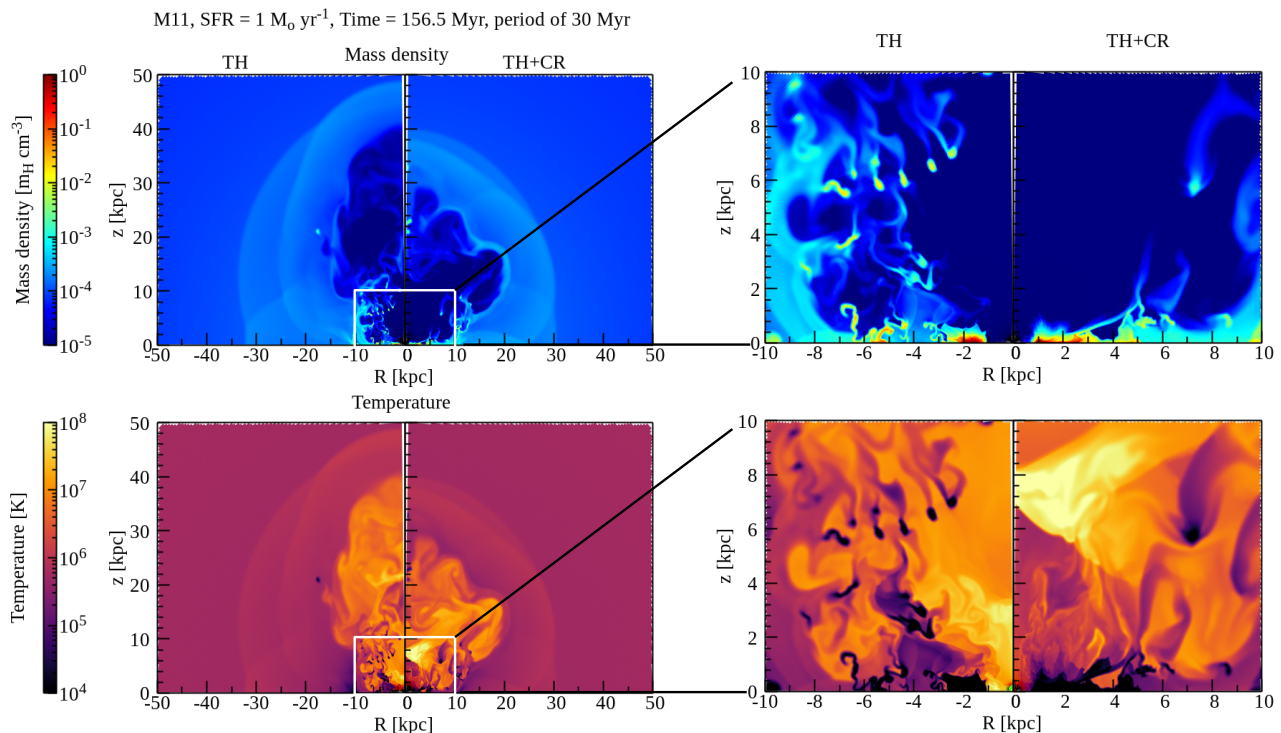 M11, SFR = 1 M₀ yr⁻¹, Time = 156.5 Myr, period of 30 Myr
TH Mass density TH+CR
TH TH+CR
Mass density [m_H cm⁻³]
10⁰
10⁻¹
10⁻²
10⁻³
10⁻⁴
10⁻⁵
z [kpc]
50
40
30
20
10
0
-50 -40 -30 -20 -10 0 10 20 30 40 50
R [kpc]
z [kpc]
10
8
6
4
2
0
-10 -8 -6 -4 -2 0 2 4 6 8 10
R [kpc]
Temperature
Temperature [K]
10⁸
10⁷
10⁶
10⁵
10⁴
z [kpc]
50
40
30
20
10
0
-50 -40 -30 -20 -10 0 10 20 30 40 50
R [kpc]
z [kpc]
10
8
6
4
2
0
-10 -8 -6 -4 -2 0 2 4 6 8 10
R [kpc]